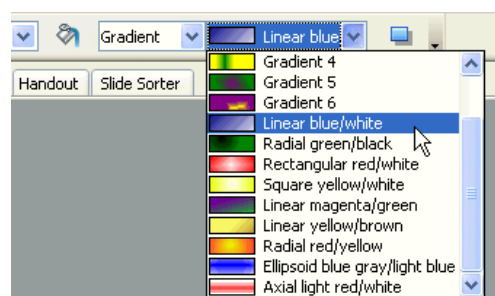 Gradient Linear blue
Handout Slide Sorter
Gradient 4
Gradient 5
Gradient 6
Linear blue/white
Radial green/black
Rectangular red/white
Square yellow/white
Linear magenta/green
Linear yellow/brown
Radial red/yellow
Ellipsoid blue gray/light blue
Axial light red/white